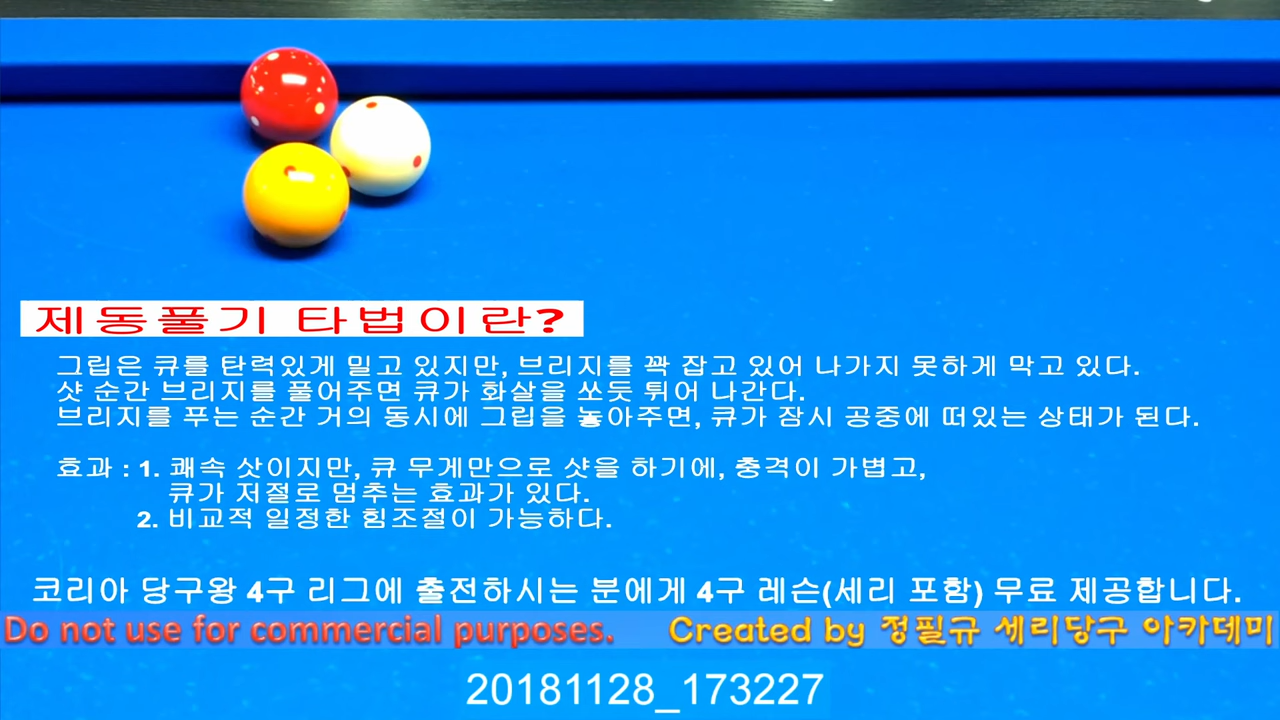 제동풀기 타법이란?
그립은 큐를 탄력있게 밀고 있지만, 브리지를 꽉 잡고 있어 나가지 못하게 막고 있다.
샷 순간 브리지를 풀어주면 큐가 화살을 쏘듯 튀어 나간다.
브리지를 푸는 순간 거의 동시에 그립을 놓아주면, 큐가 잠시 공중에 떠있는 상태가 된다.
효과 : 1. 쾌속 샷이지만, 큐 무게만으로 샷을 하기에, 충격이 가볍고,
큐가 저절로 멈추는 효과가 있다.
2. 비교적 일정한 힘조절이 가능하다.
코리아 당구왕 4구 리그에 출전하시는 분에게 4구 레슨(세리 포함) 무료 제공합니다.
Do not use for commercial purposes. Created by 정필규 세리당구 아카데미
20181128_173227